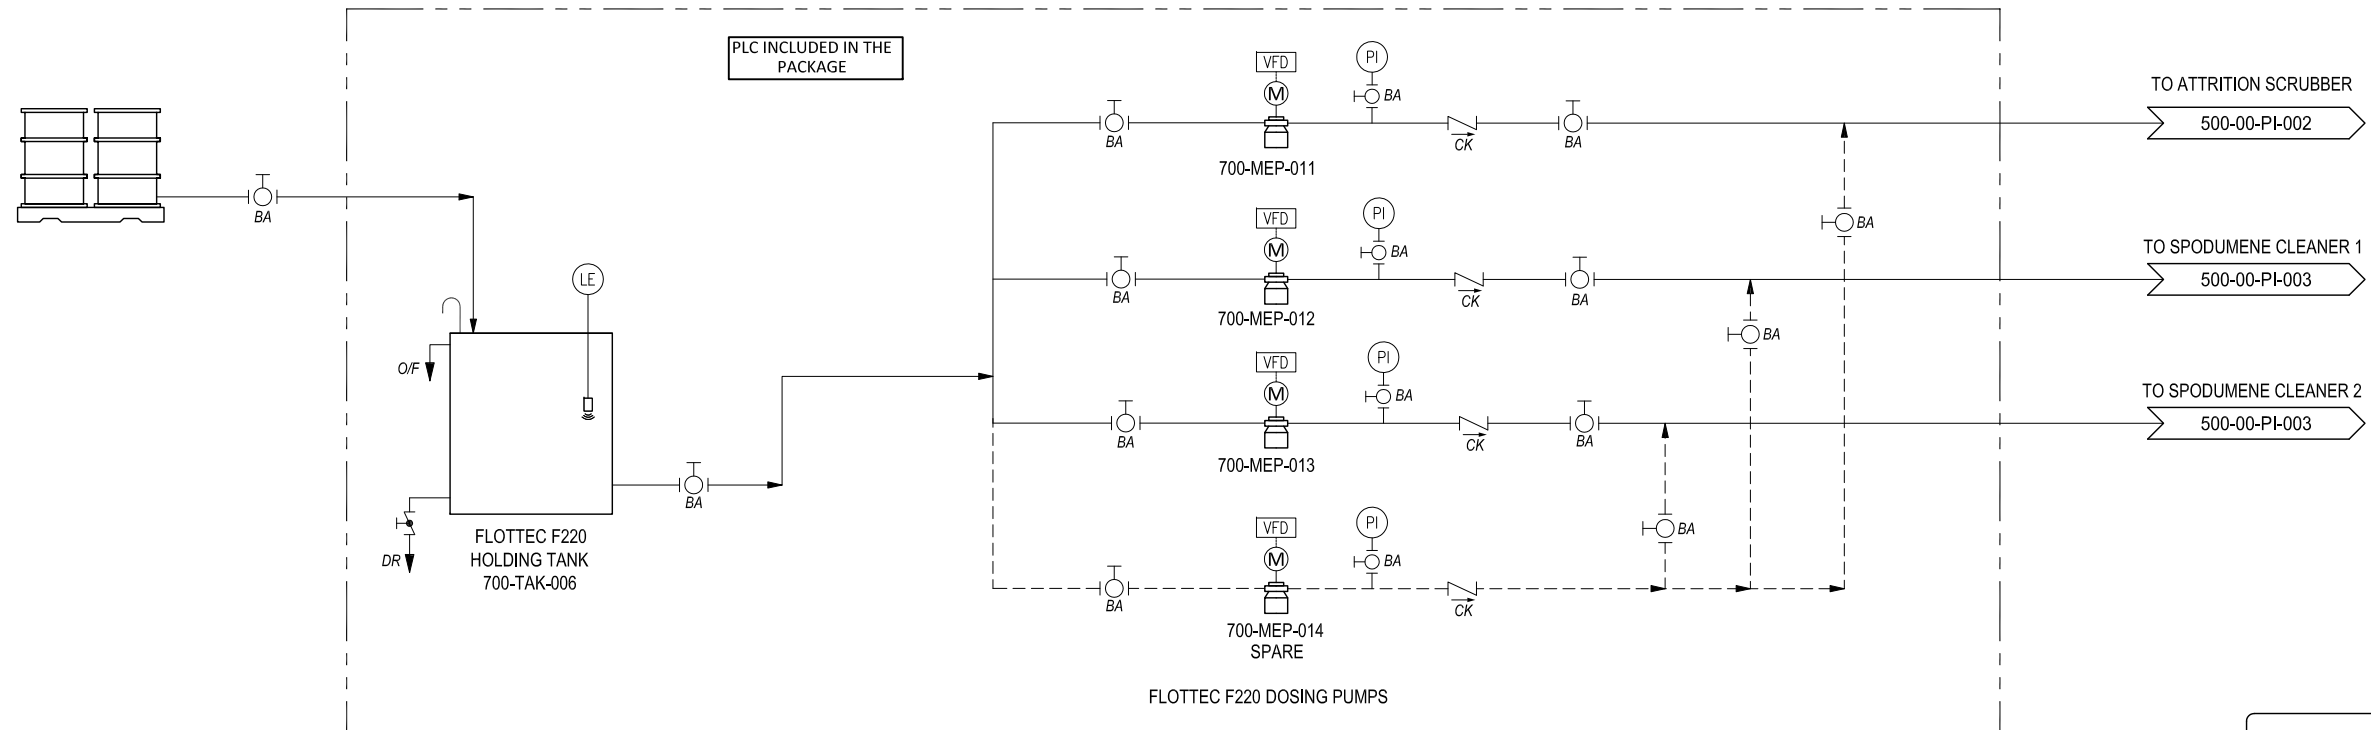 PLC INCLUDED IN THE
PACKAGE
VFD
M
PI
BA
BA
CK
BA
700-MEP-011
TO ATTRITION SCRUBBER
500-00-PI-002
BA
VFD
M
PI
BA
BA
CK
BA
700-MEP-012
BA
TO SPODUMENE CLEANER 1
500-00-PI-003
LE
O/F
VFD
M
PI
BA
BA
CK
BA
700-MEP-013
BA
TO SPODUMENE CLEANER 2
500-00-PI-003
BA
DR
FLOTTEC F220
HOLDING TANK
700-TAK-006
VFD
M
PI
BA
BA
CK
BA
700-MEP-014
SPARE
FLOTTEC F220 DOSING PUMPS